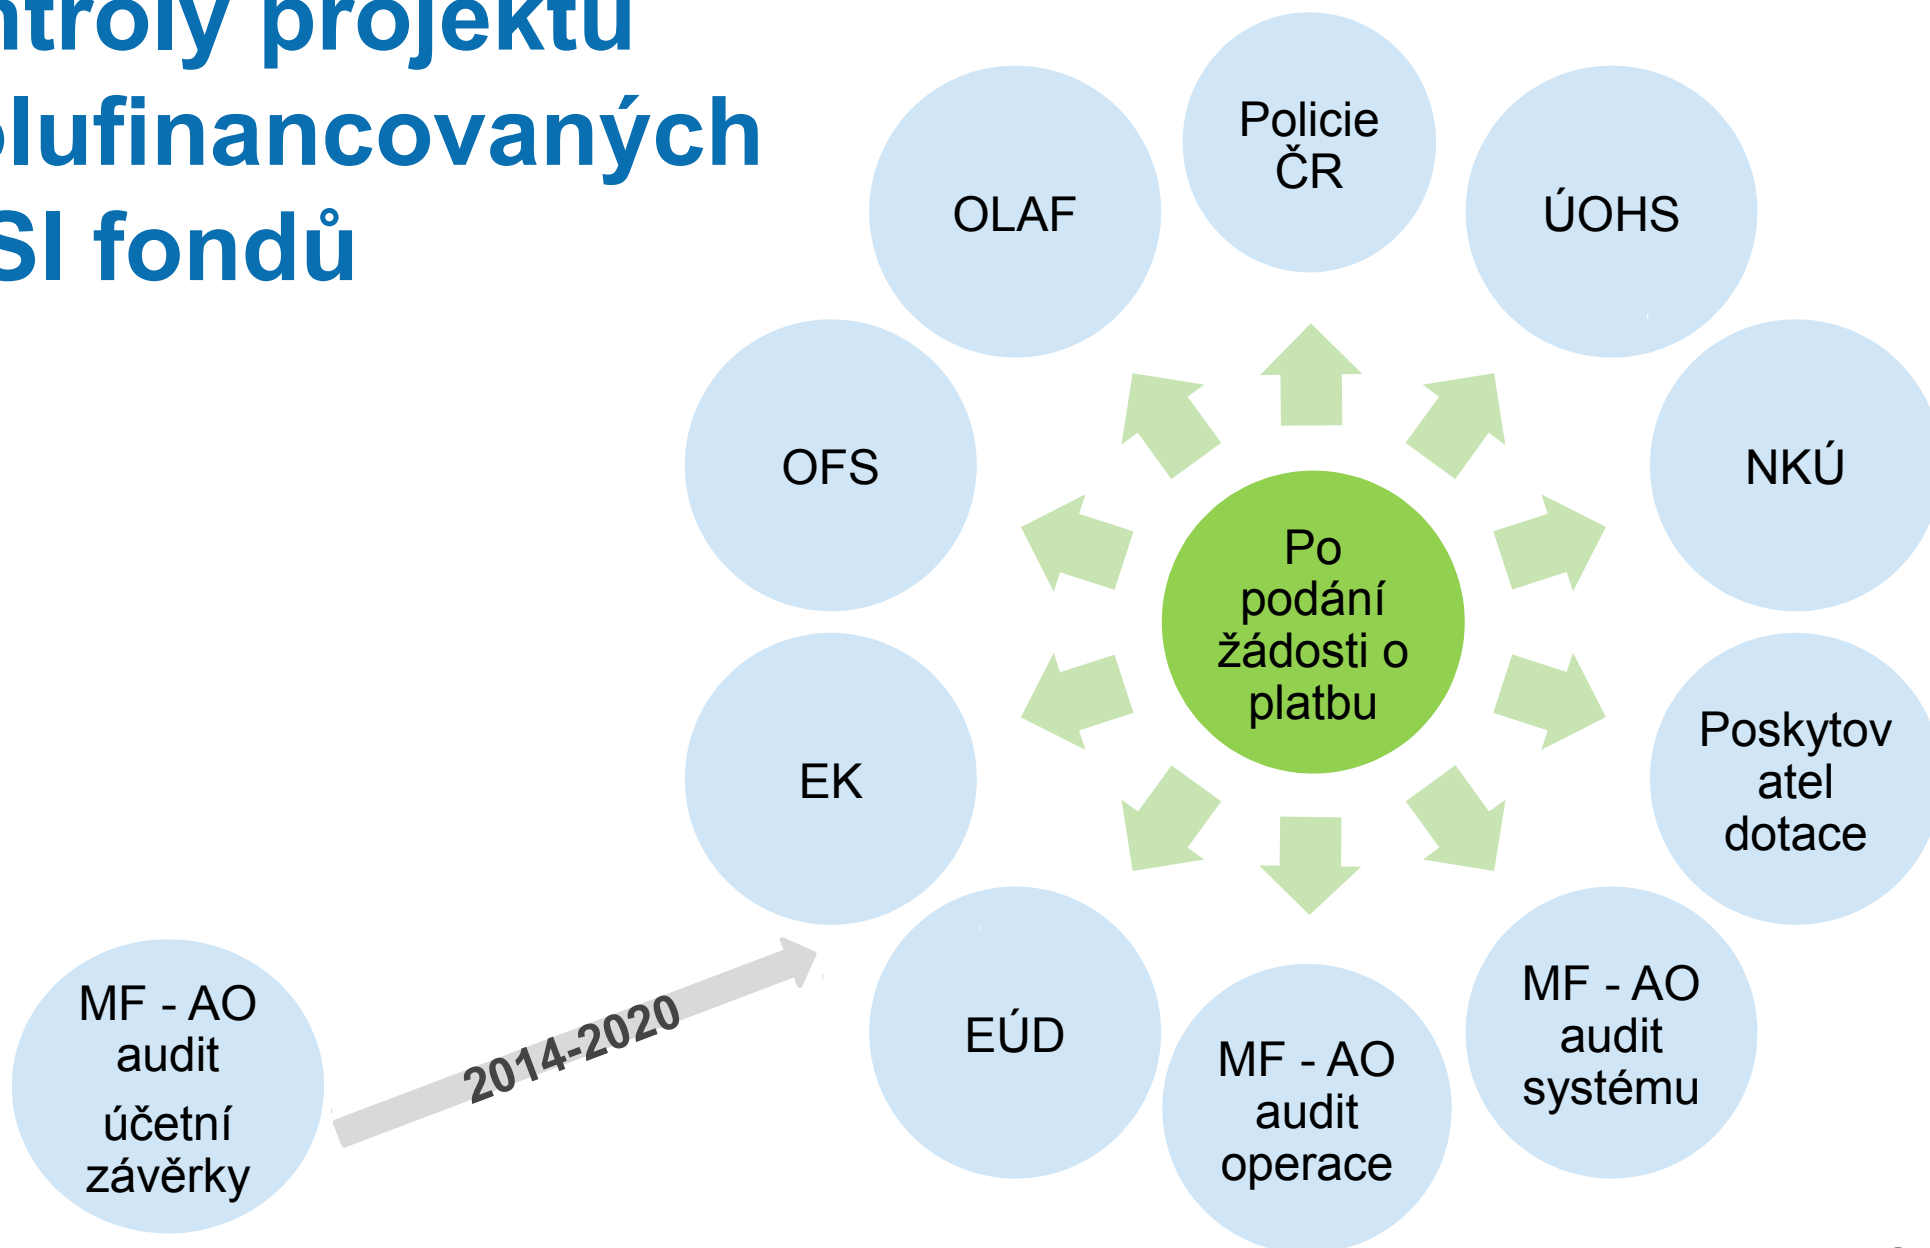 ntroly projektů
olufinancovaných
SI fondů
Policie
ČR
OLAF
ÚOHS
OFS
NKÚ
Po
podání
žádosti o
platbu
EK
Poskytov
atel
dotace
MF - AO
audit
účetní
závěrky
2014-2020
EÚD
MF - AO
audit
operace
MF - AO
audit
systému